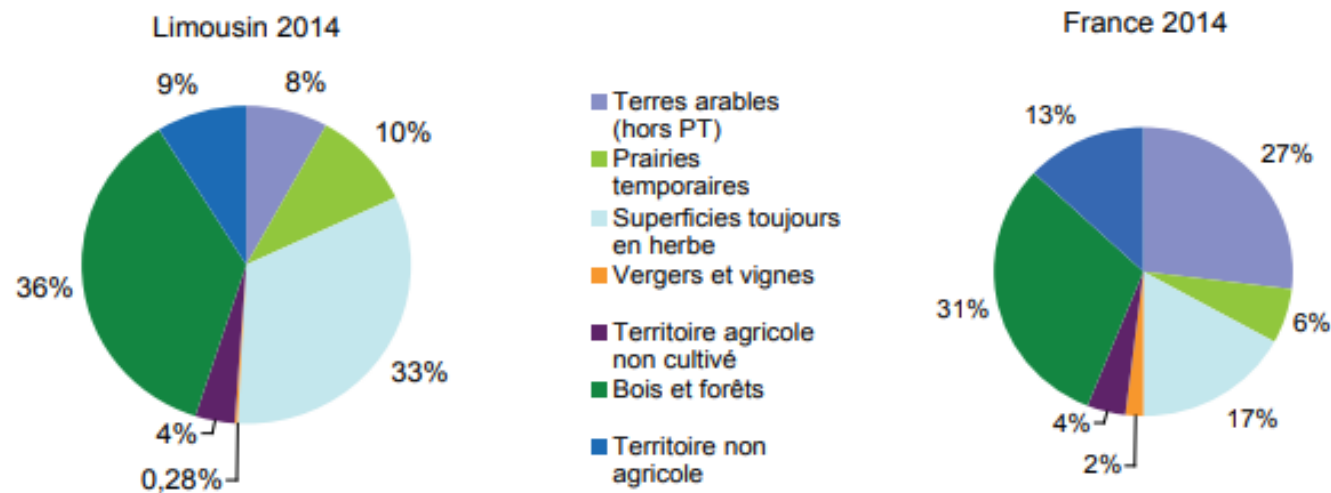 Limousin 2014
9%
8%
10%
36%
33%
4%
0,28%
Terres arables
(hors PT)
Prairies
temporaires
Superficies toujours
en herbe
Vergers et vignes
Territoire agricole
non cultivé
Bois et forêts
Territoire non
agricole
France 2014
13%
27%
31%
6%
4%
17%
2%